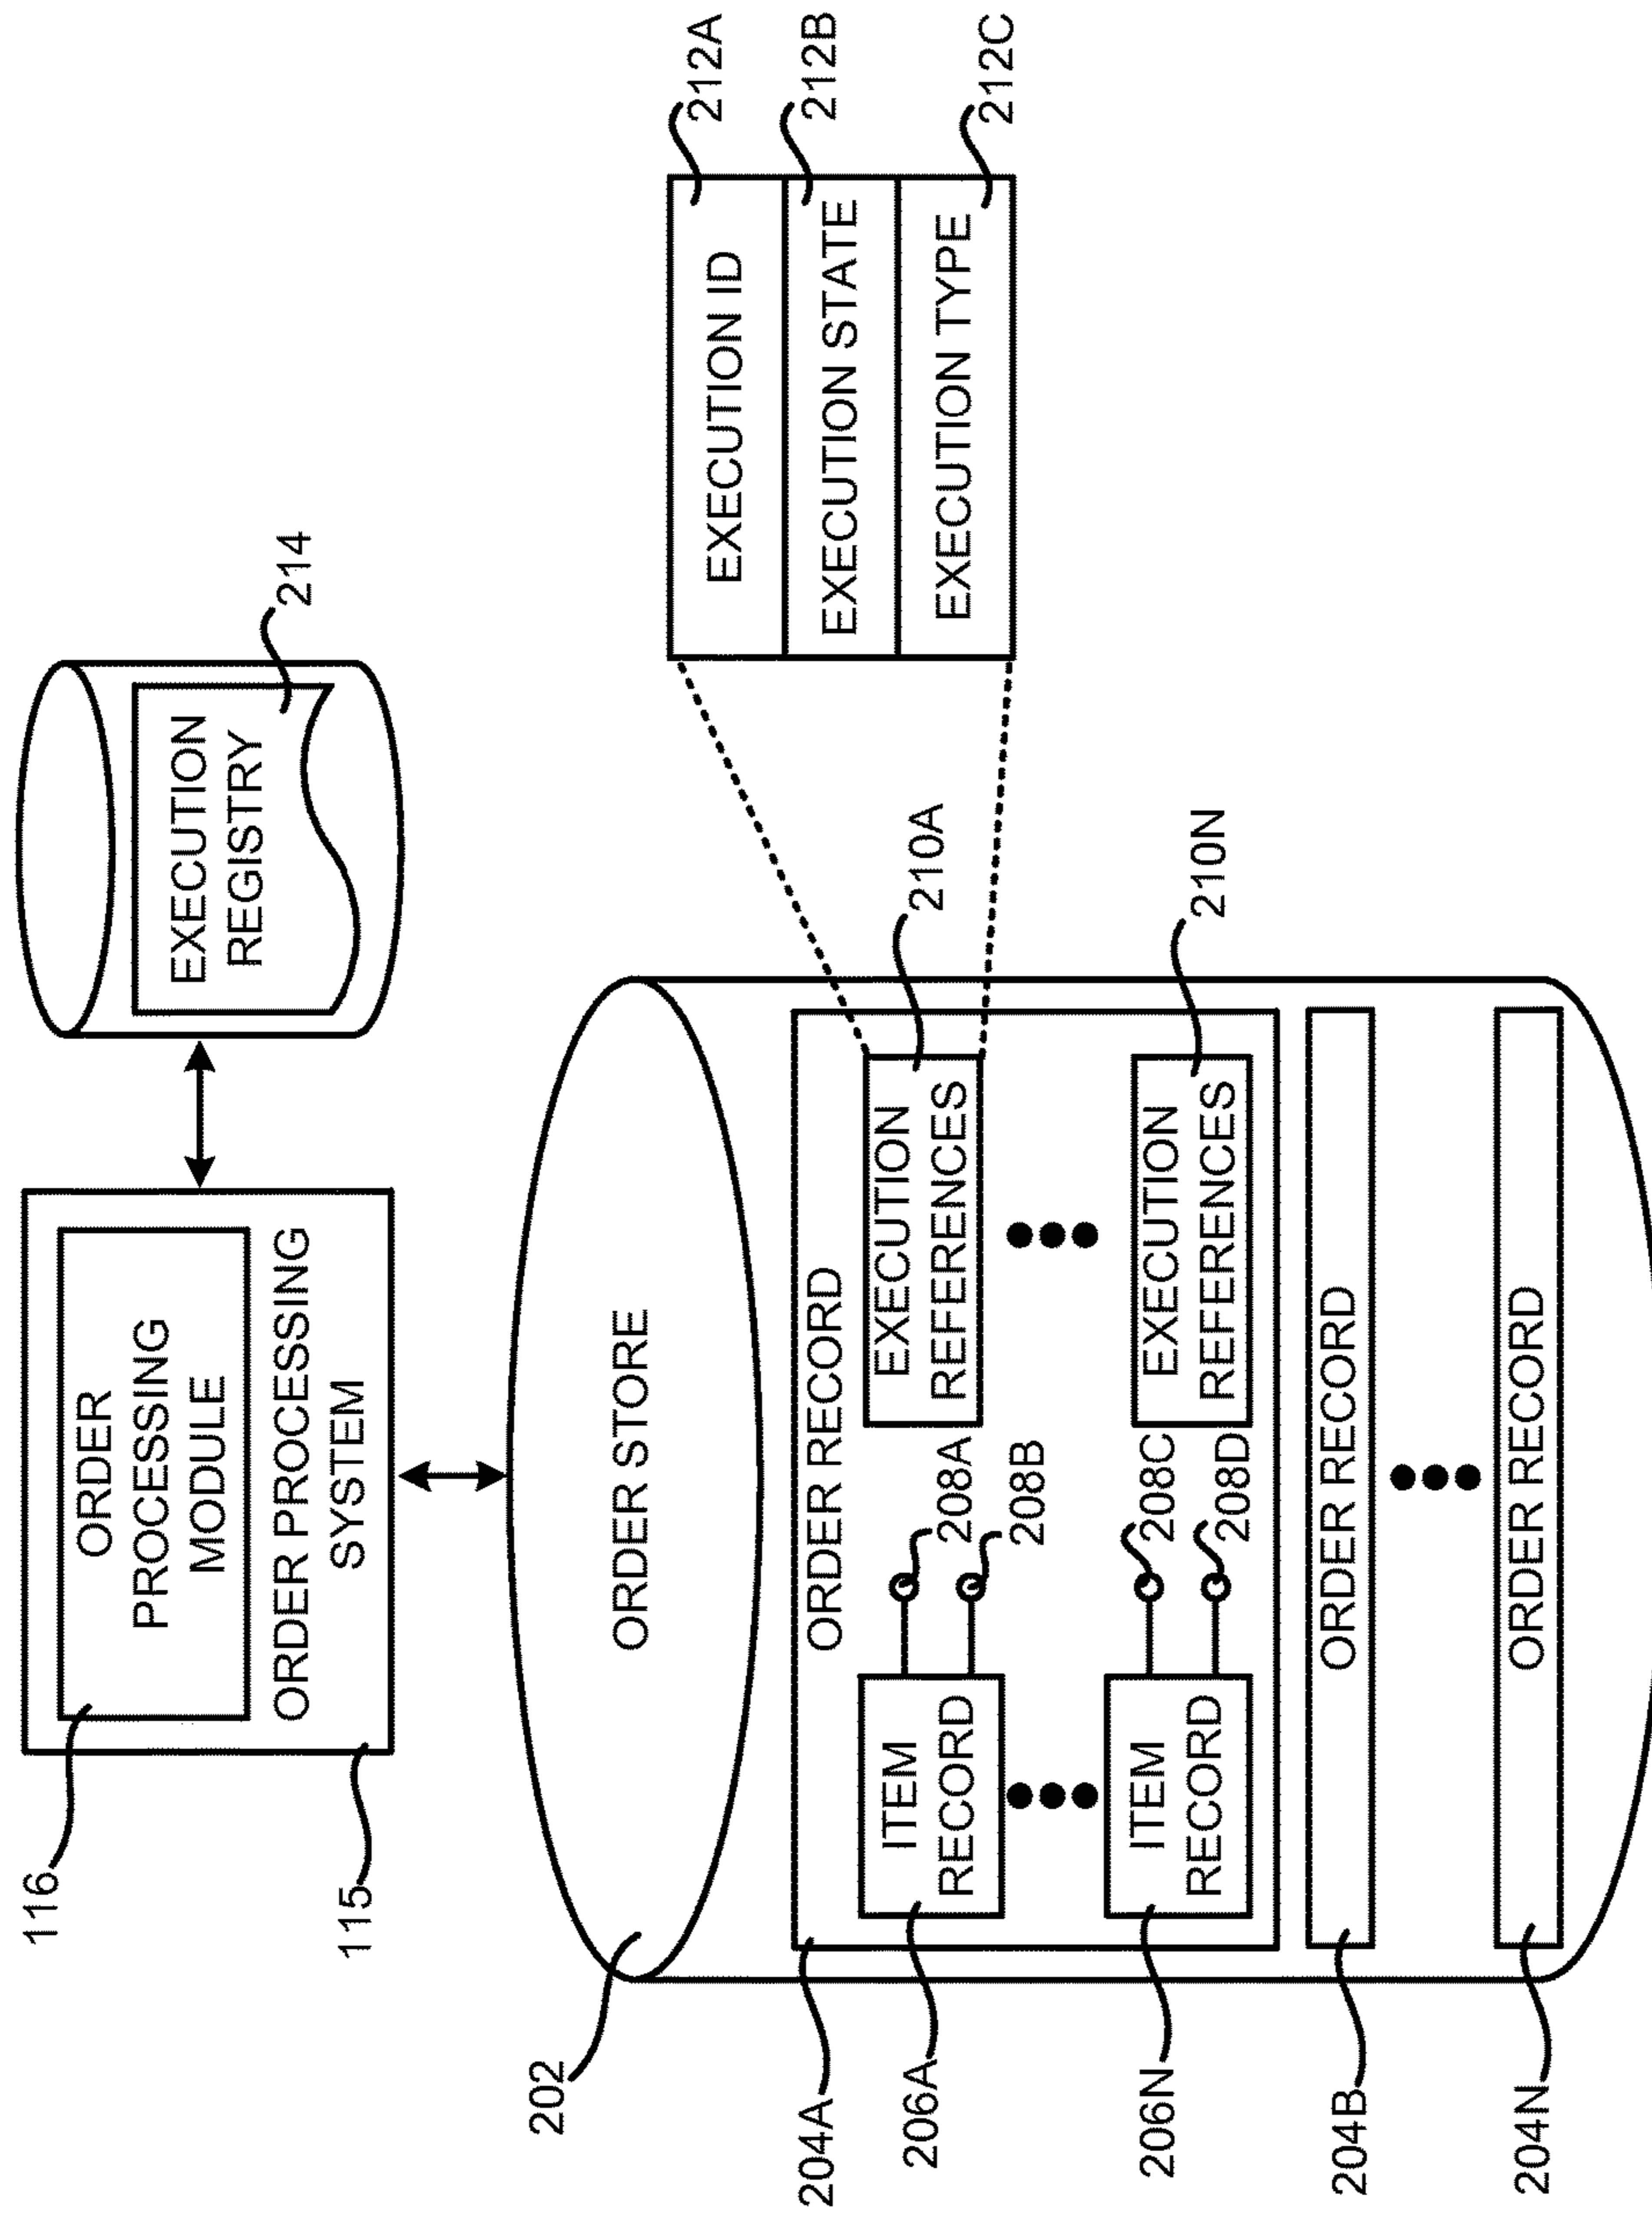 116
ORDER
PROCESSING
MODULE
ORDER PROCESSING
SYSTEM
115
EXECUTION
REGISTRY
214
202
ORDER STORE
204A
ORDER RECORD
206A
ITEM
RECORD
208A
208B
EXECUTION
REFERENCES
210A
206N
ITEM
RECORD
208C
208D
EXECUTION
REFERENCES
210N
204B
ORDER RECORD
204N
ORDER RECORD
EXECUTION ID
212A
EXECUTION STATE
212B
EXECUTION TYPE
212C